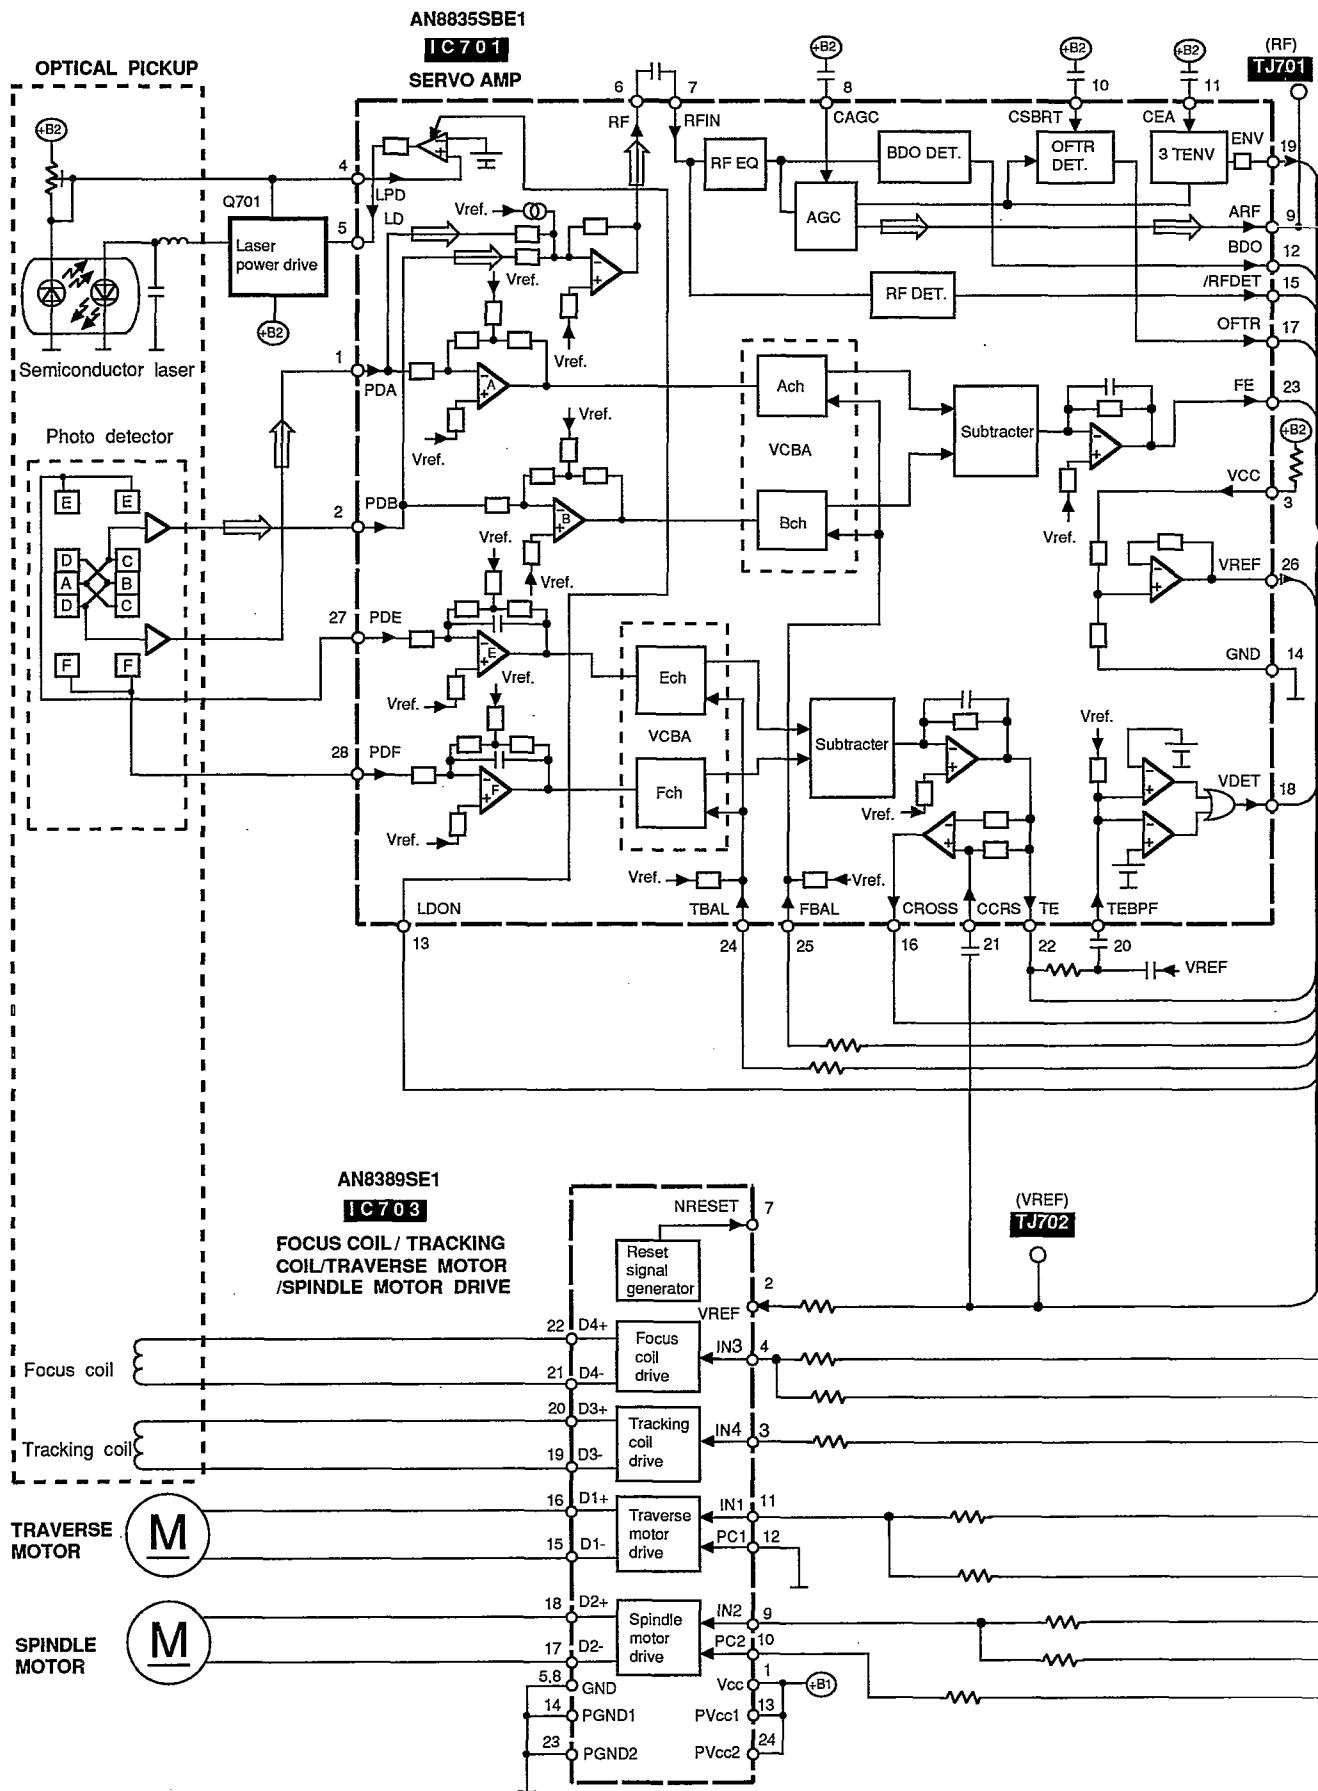 AN8835SBE1
IC701
SERVO AMP
OPTICAL PICKUP
+B2
Q701
Laser
power drive
+B2
Semiconductor laser
Photo detector
E
E
D
C
A
B
D
C
F
F
4
LPD
LD
5
1
PDA
2
PDB
27
PDE
28
PDF
6
7
RF
RFIN
+B2
8
CAGC
+B2
10
CSBRT
+B2
11
CEA
(RF)
TJ701
RF EQ
BDO DET.
OFTR
DET.
3 TENV
ENV
19
AGC
ARF
9
BDO
12
RF DET.
/RFDET
15
OFTR
17
Vref.
Vref.
Vref.
A
Vref.
Vref.
B
Vref.
Vref.
E
Vref.
Vref.
F
Vref.
Ach
VCBA
Bch
Subtracter
Vref.
FE
23
+B2
VCC
3
VREF
26
GND
14
Ech
VCBA
Fch
Subtracter
Vref.
Vref.
VDET
18
Vref.
Vref.
LDON
TBAL
FBAL
CROSS
CCRS
TE
TEBPF
13
24
25
16
21
22
20
VREF
AN8389SE1
IC703
FOCUS COIL/ TRACKING
COIL/TRAVERSE MOTOR
/SPINDLE MOTOR DRIVE
NRESET
7
Reset
signal
generator
2
VREF
(VREF)
TJ702
Focus coil
22
D4+
21
D4-
Focus
coil
drive
IN3
4
Tracking coil
20
D3+
19
D3-
Tracking
coil
drive
IN4
3
TRAVERSE
MOTOR
M
16
D1+
15
D1-
Traverse
motor
drive
IN1
11
PC1
12
SPINDLE
MOTOR
M
18
D2+
17
D2-
Spindle
motor
drive
IN2
9
PC2
10
5,8
GND
14
PGND1
23
PGND2
Vcc
1
+B1
PVcc1
13
PVcc2
24